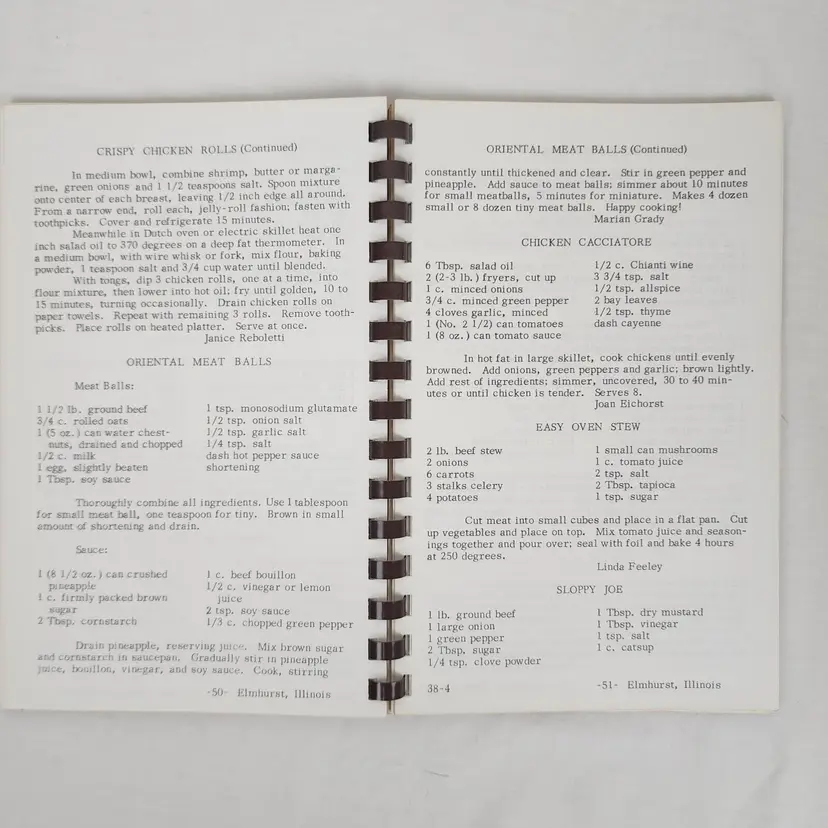 CRISPY CHICKEN ROLLS (Continued)
In medium bowl, combine shrimp, butter or marga-
rine, green onions and 1 1/2 teaspoons salt. Spoon mixture
onto center of each breast, leaving 1/2 inch edge all around.
From a narrow end, roll each, jelly-roll fashion; fasten with
toothpicks. Cover and refrigerate 15 minutes.
Meanwhile in Dutch oven or electric skillet heat one
inch salad oil to 370 degrees on a deep fat thermometer. In
a medium bowl, with wire whisk or fork, mix flour, baking
powder, 1 teaspoon salt and 3/4 cup water until blended.
With tongs, dip 3 chicken rolls, one at a time, into
flour mixture, then lower into hot oil; fry until golden, 10 to
15 minutes, turning occasionally. Drain chicken rolls on
paper towels. Repeat with remaining 3 rolls. Remove tooth-
picks. Place rolls on heated platter. Serve at once.
Janice Reboletti
ORIENTAL MEAT BALLS
Meat Balls:
1 1/2 lb. ground beef
3/4 c. rolled oats
1 (5 oz.) can water chest-
nuts, drained and chopped
1/2 c. milk
1 egg, slightly beaten
1 Tbsp. soy sauce
1 tsp. monosodium glutamate
1/2 tsp. onion salt
1/2 tsp. garlic salt
1/4 tsp. salt
dash hot pepper sauce
shortening
Thoroughly combine all ingredients. Use 1 tablespoon
for small meat ball, one teaspoon for tiny. Brown in small
amount of shortening and drain.
Sauce:
1 (8 1/2 oz.) can crushed
pineapple
1 c. firmly packed brown
sugar
2 Tbsp. cornstarch
1 c. beef bouillon
1/2 c. vinegar or lemon
juice
2 tsp. soy sauce
1/3 c. chopped green pepper
Drain pineapple, reserving juice. Mix brown sugar
and cornstarch in saucepan. Gradually stir in pineapple
juice, bouillon, vinegar, and soy sauce. Cook, stirring
-50- Elmhurst, Illinois
ORIENTAL MEAT BALLS (Continued)
constantly until thickened and clear. Stir in green pepper and
pineapple. Add sauce to meat balls; simmer about 10 minutes
for small meatballs, 5 minutes for miniature. Makes 4 dozen
small or 8 dozen tiny meat balls. Happy cooking!
Marian Grady
CHICKEN CACCIATORE
6 Tbsp. salad oil
2 (2-3 lb.) fryers, cut up
1 c. minced onions
3/4 c. minced green pepper
4 cloves garlic, minced
1 (No. 2 1/2) can tomatoes
1 (8 oz.) can tomato sauce
1/2 c. Chianti wine
3 3/4 tsp. salt
1/2 tsp. allspice
2 bay leaves
1/2 tsp. thyme
dash cayenne
In hot fat in large skillet, cook chickens until evenly
browned. Add onions, green peppers and garlic; brown lightly.
Add rest of ingredients; simmer, uncovered, 30 to 40 min-
utes or until chicken is tender. Serves 8.
Joan Eichorst
EASY OVEN STEW
2 lb. beef stew
2 onions
6 carrots
3 stalks celery
4 potatoes
1 small can mushrooms
1 c. tomato juice
2 tsp. salt
2 Tbsp. tapioca
1 tsp. sugar
Cut meat into small cubes and place in a flat pan. Cut
up vegetables and place on top. Mix tomato juice and season-
ings together and pour over; seal with foil and bake 4 hours
at 250 degrees.
Linda Feeley
SLOPPY JOE
1 lb. ground beef
1 large onion
1 green pepper
2 Tbsp. sugar
1/4 tsp. clove powder
1 Tbsp. dry mustard
1 Tbsp. vinegar
1 tsp. salt
1 c. catsup
38-4
-51- Elmhurst, Illinois